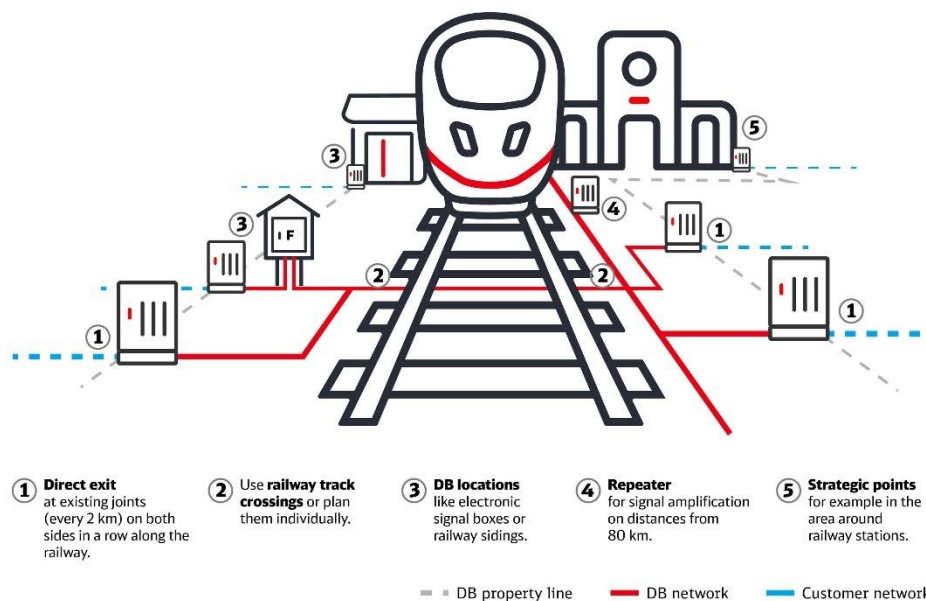 5
3
4
3
1
F
2
2
1
1
1 Direct exit
at existing joints
(every 2 km) on both
sides in a row along the
railway.
2 Use railway track
crossings or plan
them individually.
3 DB locations
like electronic
signal boxes or
railway sidings.
4 Repeater
for signal amplification
on distances from
80 km.
5 Strategic points
for example in the
area around
railway stations.
DB property line
DB network
Customer network